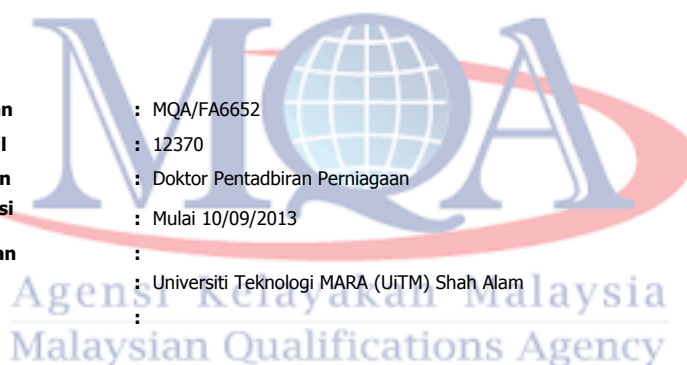 MQA
an : MQA/FA6652
l : 12370
n : Doktor Pentadbiran Perniagaan
si : Mulai 10/09/2013
an :
: Universiti Teknologi MARA (UiTM) Shah Alam
:
Agensi Kelayakan Malaysia
Malaysian Qualifications Agency